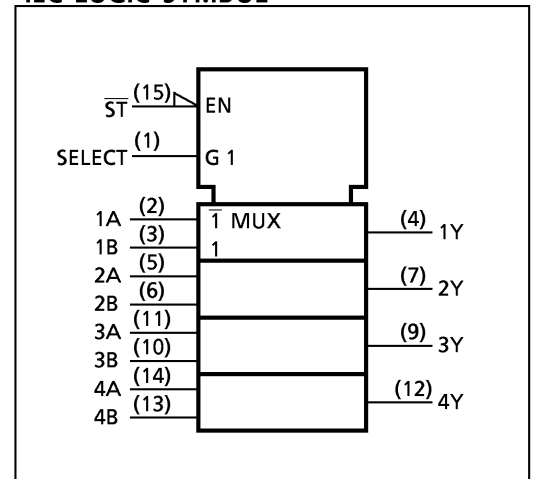 IEC LOGIC SYMBOL
S̅T̅ (15) EN
SELECT (1) G 1
1A (2) 1̅ MUX (4) 1Y
1B (3) 1
2A (5) (7) 2Y
2B (6)
3A (11) (9) 3Y
3B (10)
4A (14) (12) 4Y
4B (13)